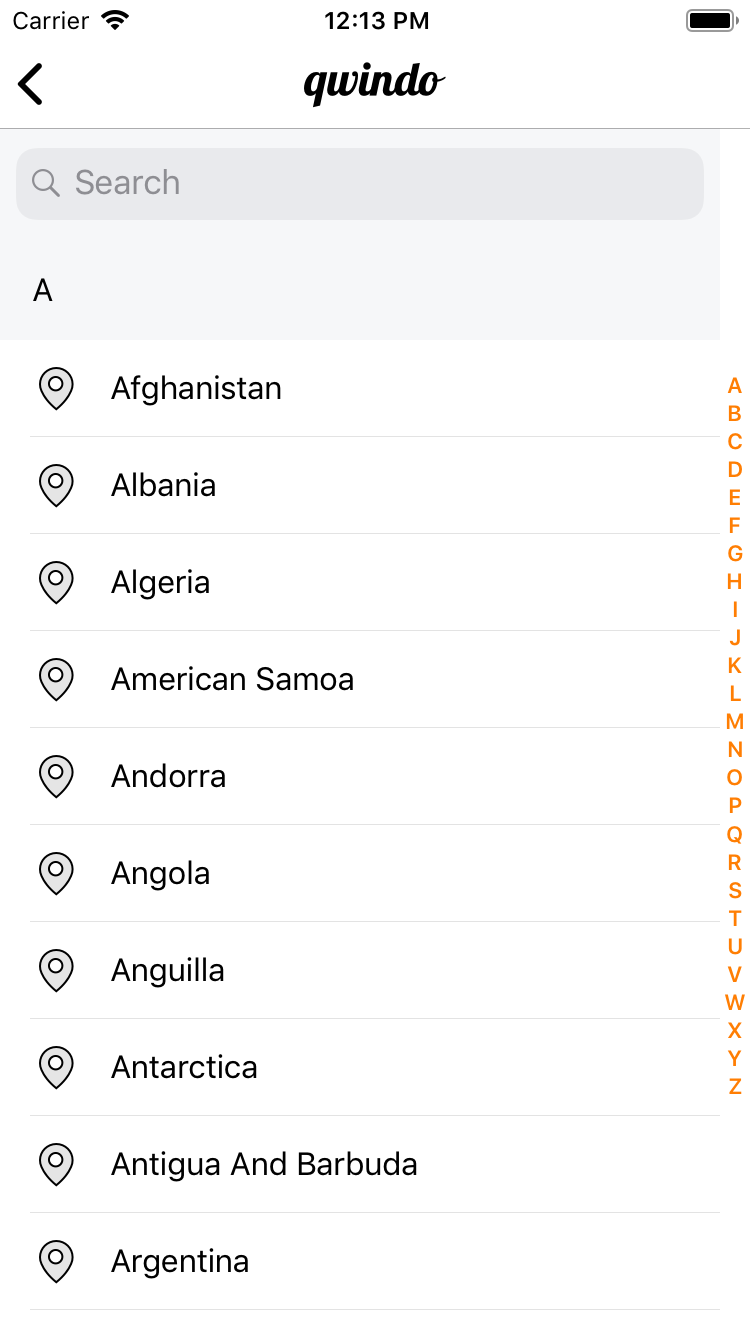 Carrier 12:13 PM
qwindo
Search
A
Afghanistan
Albania
Algeria
American Samoa
Andorra
Angola
Anguilla
Antarctica
Antigua And Barbuda
Argentina
A
B
C
D
E
F
G
H
I
J
K
L
M
N
O
P
Q
R
S
T
U
V
W
X
Y
Z